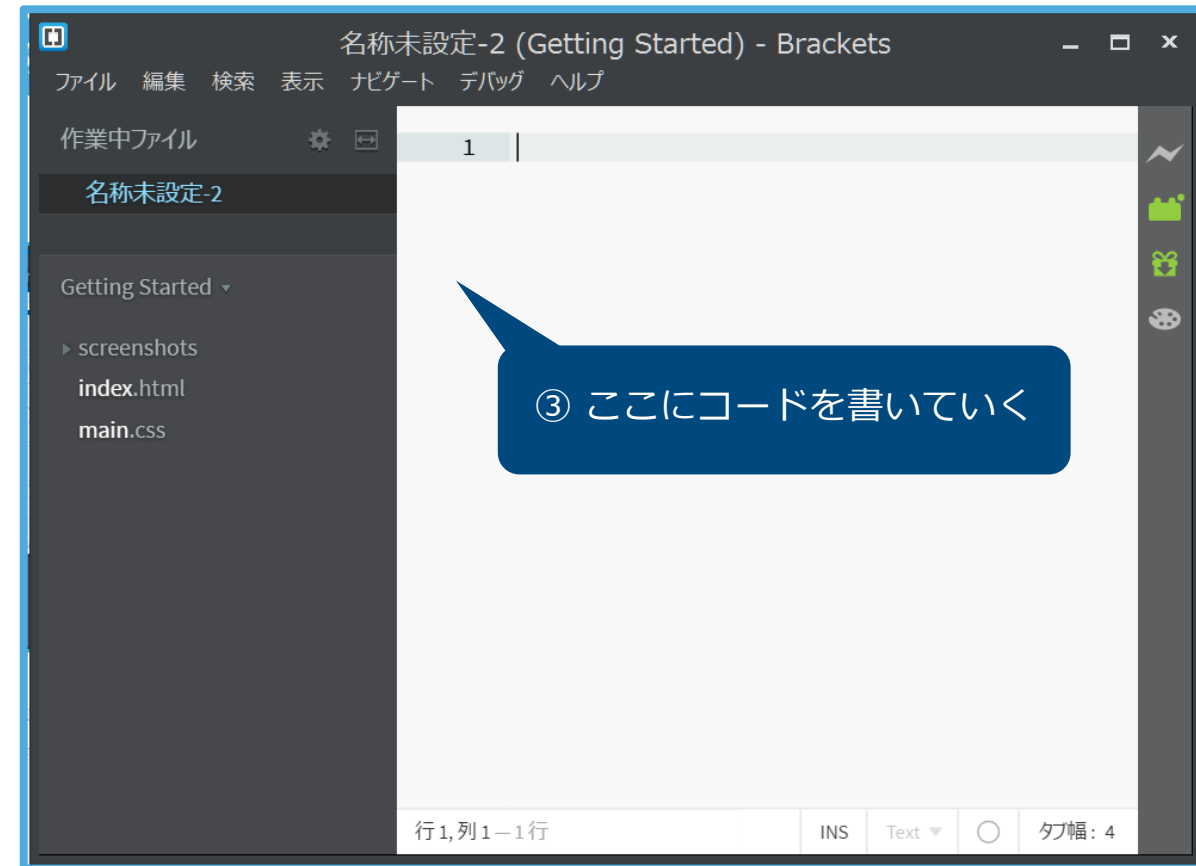 名称未設定-2 (Getting Started) - Brackets
ファイル 編集 検索 表示 ナビゲート デバッグ ヘルプ
作業中ファイル
名称未設定-2
Getting Started
screenshots
index.html
main.css
1
③ ここにコードを書いていく
行 1, 列 1 — 1 行 INS Text タブ幅: 4